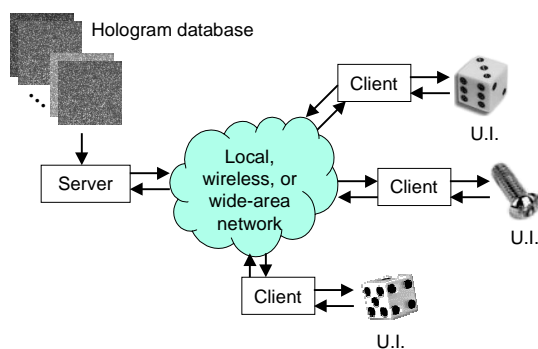 Hologram database
Client
U.I.
Server
Local,
wireless, or
wide-area
network
Client
U.I.
Client
U.I.